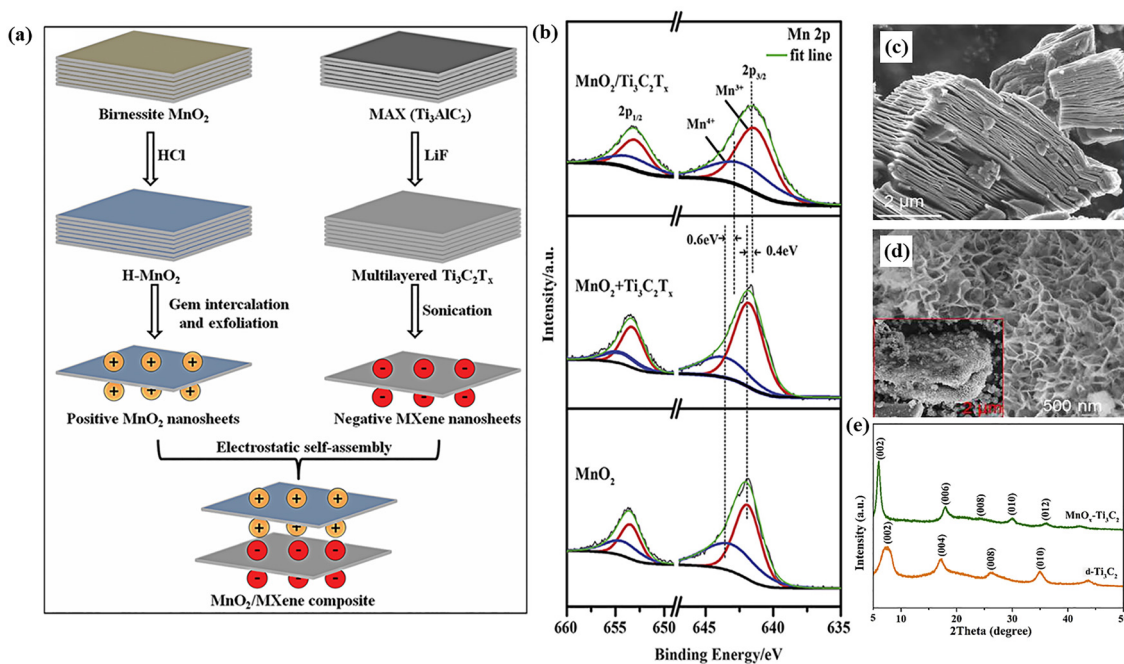 (a)
Birnessite MnO₂
MAX (Ti₃AlC₂)
HCl
LiF
H-MnO₂
Multilayered Ti₃C₂Tₓ
Gem intercalation
and exfoliation
Sonication
+ + +
+ + +
- - -
- - -
Positive MnO₂ nanosheets
Negative MXene nanosheets
Electrostatic self-assembly
+ + +
+ + +
- - -
- - -
MnO₂/MXene composite
(b)
Mn 2p
fit line
MnO₂/Ti₃C₂Tₓ
2p₃/₂
Mn³⁺
2p₁/₂
Mn⁴⁺
0.6eV
0.4eV
MnO₂+Ti₃C₂Tₓ
MnO₂
Intensity/a.u.
660 655 650 645 640 635
Binding Energy/eV
(c)
2 μm
(d)
2 μm
500 nm
(e)
(002)
(006)
(008)
(010)
(012)
MnOₓ-Ti₃C₂
(002)
(004)
(008)
(010)
d-Ti₃C₂
Intensity (a.u.)
5 10 20 30 40 50
2Theta (degree)